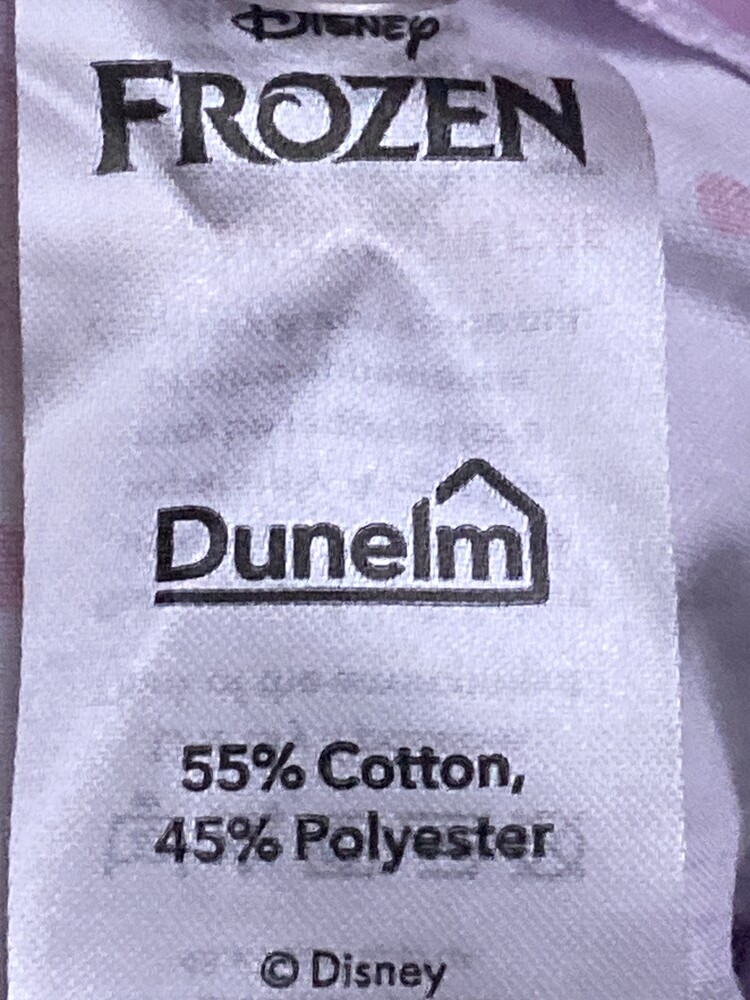 Disney
FROZEN
Dunelm
55% Cotton,
45% Polyester
© Disney